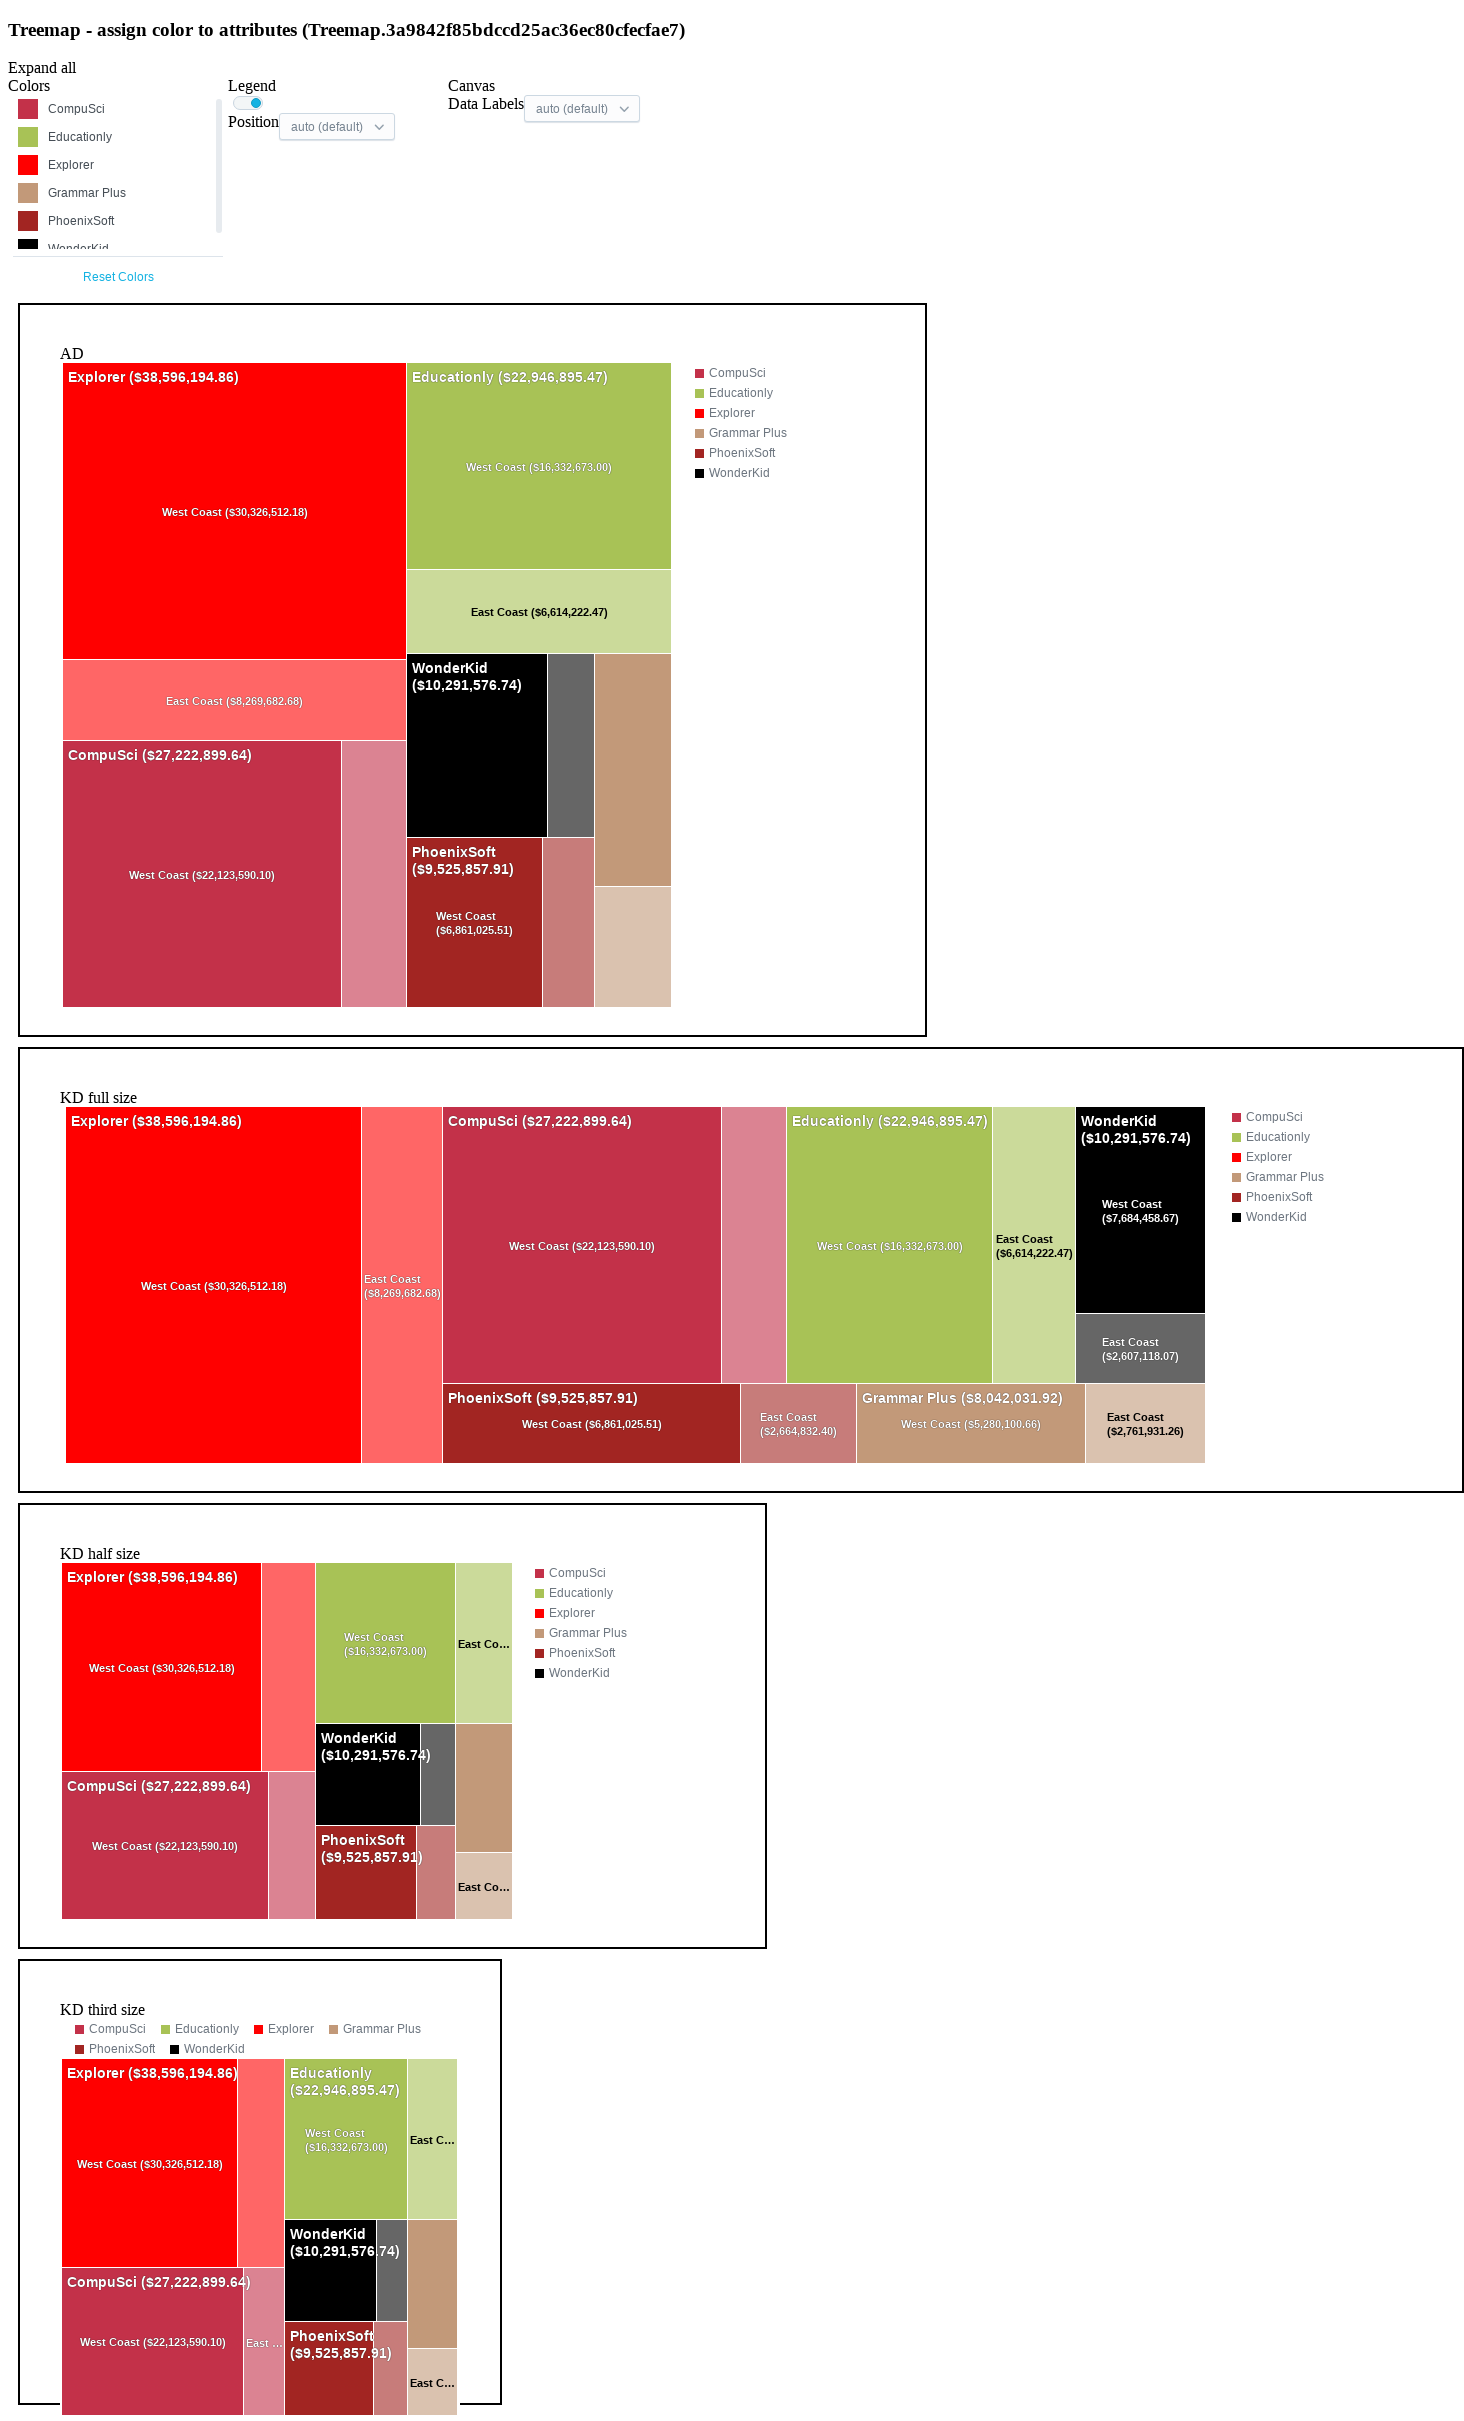 Treemap - assign color to attributes (Treemap.3a9842f85bdccd25ac36ec80cfecfae7)
Expand all
Colors
CompuSci
Educationly
Explorer
Grammar Plus
PhoenixSoft
WonderKid
Reset Colors
Legend
Position auto (default)
Canvas
Data Labels auto (default)
AD
Explorer ($38,596,194.86)
West Coast ($30,326,512.18)
East Coast ($8,269,682.68)
CompuSci ($27,222,899.64)
West Coast ($22,123,590.10)
Educationly ($22,946,895.47)
West Coast ($16,332,673.00)
East Coast ($6,614,222.47)
WonderKid
($10,291,576.74)
PhoenixSoft
($9,525,857.91)
West Coast
($6,861,025.51)
CompuSci
Educationly
Explorer
Grammar Plus
PhoenixSoft
WonderKid
KD full size
Explorer ($38,596,194.86)
West Coast ($30,326,512.18)
East Coast
($8,269,682.68)
CompuSci ($27,222,899.64)
West Coast ($22,123,590.10)
Educationly ($22,946,895.47)
West Coast ($16,332,673.00)
East Coast
($6,614,222.47)
WonderKid
($10,291,576.74)
West Coast
($7,684,458.67)
East Coast
($2,607,118.07)
PhoenixSoft ($9,525,857.91)
West Coast ($6,861,025.51)
East Coast
($2,664,832.40)
Grammar Plus ($8,042,031.92)
West Coast ($5,280,100.66)
East Coast
($2,761,931.26)
CompuSci
Educationly
Explorer
Grammar Plus
PhoenixSoft
WonderKid
KD half size
Explorer ($38,596,194.86)
West Coast ($30,326,512.18)
CompuSci ($27,222,899.64)
West Coast ($22,123,590.10)
West Coast
($16,332,673.00)
East Co...
WonderKid
($10,291,576.74)
PhoenixSoft
($9,525,857.91)
East Co...
CompuSci
Educationly
Explorer
Grammar Plus
PhoenixSoft
WonderKid
KD third size
CompuSci Educationly Explorer Grammar Plus
PhoenixSoft WonderKid
Explorer ($38,596,194.86)
West Coast ($30,326,512.18)
CompuSci ($27,222,899.64)
West Coast ($22,123,590.10)
East ...
Educationly
($22,946,895.47)
West Coast
($16,332,673.00)
East C...
WonderKid
($10,291,576.74)
PhoenixSoft
($9,525,857.91)
East C...